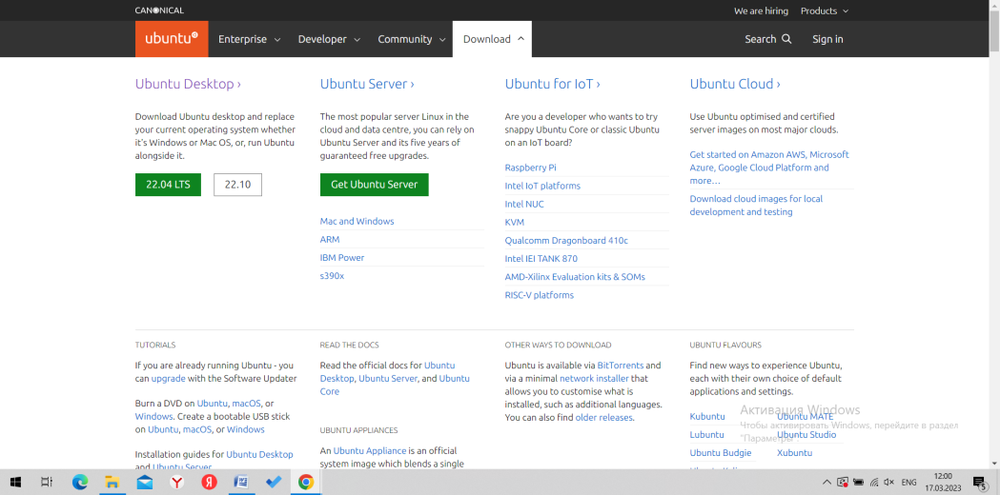 CANONICAL
We are hiring Products
ubuntu
Enterprise Developer Community Download Search Sign in
Ubuntu Desktop ›
Download Ubuntu desktop and replace
your current operating system whether
it's Windows or Mac OS, or, run Ubuntu
alongside it.
22.04 LTS 22.10
Ubuntu Server ›
The most popular server Linux in the
cloud and data centre, you can rely on
Ubuntu Server and its five years of
guaranteed free upgrades.
Get Ubuntu Server
Mac and Windows
ARM
IBM Power
s390x
Ubuntu for IoT ›
Are you a developer who wants to try
snappy Ubuntu Core or classic Ubuntu
on an IoT board?
Raspberry Pi
Intel IoT platforms
Intel NUC
KVM
Qualcomm Dragonboard 410c
Intel IEI TANK 870
AMD-Xilinx Evaluation kits & SOMs
RISC-V platforms
Ubuntu Cloud ›
Use Ubuntu optimised and certified
server images on most major clouds.
Get started on Amazon AWS, Microsoft
Azure, Google Cloud Platform and
more…
Download cloud images for local
development and testing
TUTORIALS
If you are already running Ubuntu - you
can upgrade with the Software Updater
Burn a DVD on Ubuntu, macOS, or
Windows. Create a bootable USB stick
on Ubuntu, macOS, or Windows
Installation guides for Ubuntu Desktop
and Ubuntu Server
READ THE DOCS
Read the official docs for Ubuntu
Desktop, Ubuntu Server, and Ubuntu
Core
UBUNTU APPLIANCES
An Ubuntu Appliance is an official
system image which blends a single
OTHER WAYS TO DOWNLOAD
Ubuntu is available via BitTorrents and
via a minimal network installer that
allows you to customise what is
installed, such as additional languages.
You can also find older releases.
UBUNTU FLAVOURS
Find new ways to experience Ubuntu,
each with their own choice of default
applications and settings.
Kubuntu Ubuntu MATE
Lubuntu Ubuntu Studio
Ubuntu Budgie Xubuntu
Активация Windows
Чтобы активировать Windows, перейдите в раздел
"Параметры".
ENG
12:00
17.03.2023
5